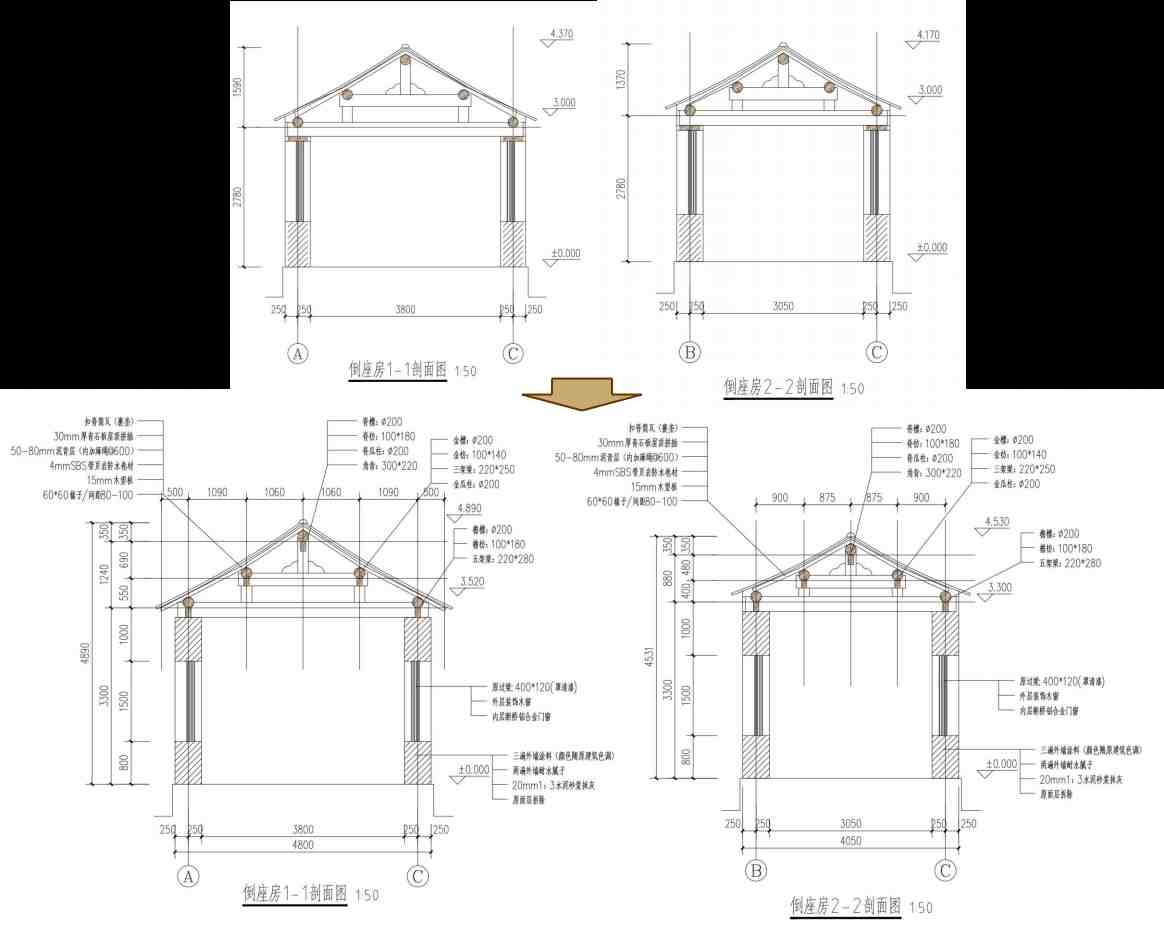 4.370
1590
3.000
2780
±0.000
250 250 3800 250 250
A C
倒座房1-1剖面图 1:50
4.170
1370
3.000
2780
±0.000
250 250 3050 250 250
B C
倒座房2-2剖面图 1:50
扣脊筒瓦(裹垄)
30mm厚青石板屋顶拼插
50-80mm泥背层(内加麻绳@600)
4mmSBS带页岩防水卷材
15mm木望板
60*60椽子/间距80-100
脊檩:Ø200
脊枋:100*180
脊瓜柱:Ø200
角背:300*220
金檩:Ø200
金枋:100*140
三架梁:220*250
金瓜柱:Ø200
500 1090 1060 1060 1090 500
4.890
檐檩:Ø200
檐枋:100*180
五架梁:220*280
350 350
1240 690
550
3.520
4890 3300 1000
1500
800
原过梁:400*120(罩清漆)
外层装饰木窗
内层断桥铝合金门窗
三遍外墙涂料(颜色随原建筑色调)
两遍外墙耐水腻子
20mm1:3水泥砂浆抹灰
原面层拆除
±0.000
250 250 3800 250 250
4800
A C
倒座房1-1剖面图 1:50
扣脊筒瓦(裹垄)
30mm厚青石板屋顶拼插
50-80mm泥背层(内加麻绳@600)
4mmSBS带页岩防水卷材
15mm木望板
60*60椽子/间距80-100
脊檩:Ø200
脊枋:100*180
脊瓜柱:Ø200
角背:300*220
金檩:Ø200
金枋:100*140
三架梁:220*250
金瓜柱:Ø200
900 875 875 900
4.530
檐檩:Ø200
檐枋:100*180
五架梁:220*280
350 350
880 480
400
3.300
4531 3300 1000
1500
800
原过梁:400*120(罩清漆)
外层装饰木窗
内层断桥铝合金门窗
三遍外墙涂料(颜色随原建筑色调)
两遍外墙耐水腻子
20mm1:3水泥砂浆抹灰
原面层拆除
±0.000
250 250 3050 250 250
4050
B C
倒座房2-2剖面图 1:50